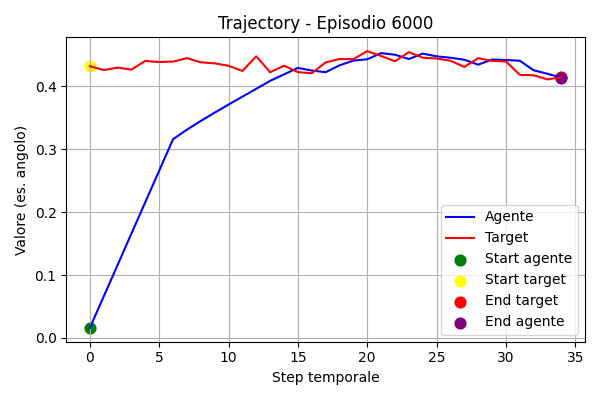 Trajectory - Episodio 6000
Valore (es. angolo)
0.4
0.3
0.2
0.1
0.0
Agente
Target
Start agente
Start target
End target
End agente
0 5 10 15 20 25 30 35
Step temporale